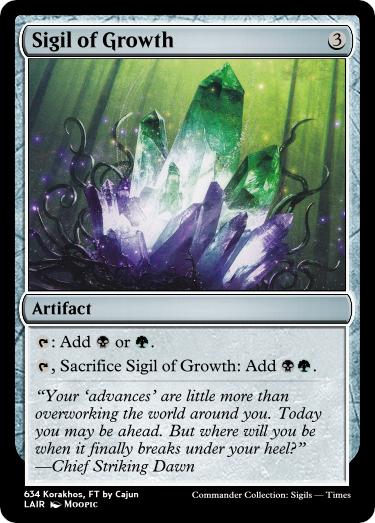 Sigil of Growth 3
Artifact
: Add or .
, Sacrifice Sigil of Growth: Add .
“Your ‘advances’ are little more than
overworking the world around you. Today
you may be ahead. But where will you be
when it finally breaks under your heel?”
—Chief Striking Dawn
634 Korakhos, FT by Cajun
LAIR Moopic
Commander Collection: Sigils — Times